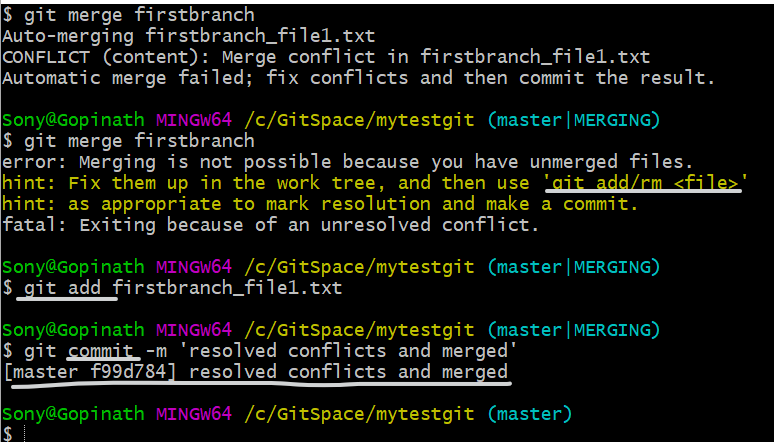 $ git merge firstbranch
Auto-merging firstbranch_file1.txt
CONFLICT (content): Merge conflict in firstbranch_file1.txt
Automatic merge failed; fix conflicts and then commit the result.
Sony@Gopinath MINGW64 /c/GitSpace/mytestgit (master|MERGING)
$ git merge firstbranch
error: Merging is not possible because you have unmerged files.
hint: Fix them up in the work tree, and then use 'git add/rm <file>'
hint: as appropriate to mark resolution and make a commit.
fatal: Exiting because of an unresolved conflict.
Sony@Gopinath MINGW64 /c/GitSpace/mytestgit (master|MERGING)
$ git add firstbranch_file1.txt
Sony@Gopinath MINGW64 /c/GitSpace/mytestgit (master|MERGING)
$ git commit -m 'resolved conflicts and merged'
[master f99d784] resolved conflicts and merged
Sony@Gopinath MINGW64 /c/GitSpace/mytestgit (master)
$